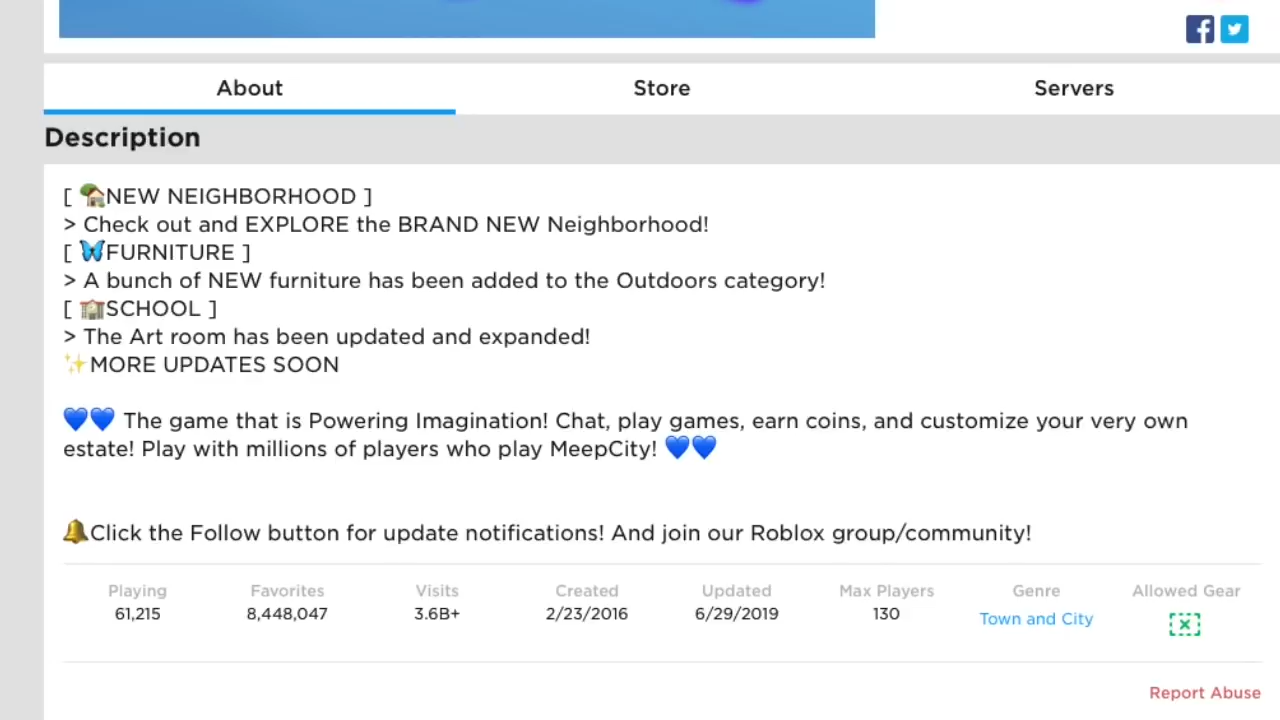 About Store Servers
Description
[ 🏡NEW NEIGHBORHOOD ]
> Check out and EXPLORE the BRAND NEW Neighborhood!
[ 🦋FURNITURE ]
> A bunch of NEW furniture has been added to the Outdoors category!
[ 🏫SCHOOL ]
> The Art room has been updated and expanded!
✨MORE UPDATES SOON
💙💙 The game that is Powering Imagination! Chat, play games, earn coins, and customize your very own
estate! Play with millions of players who play MeepCity! 💙💙
🔔Click the Follow button for update notifications! And join our Roblox group/community!
Playing Favorites Visits Created Updated Max Players Genre Allowed Gear
61,215 8,448,047 3.6B+ 2/23/2016 6/29/2019 130 Town and City
Report Abuse